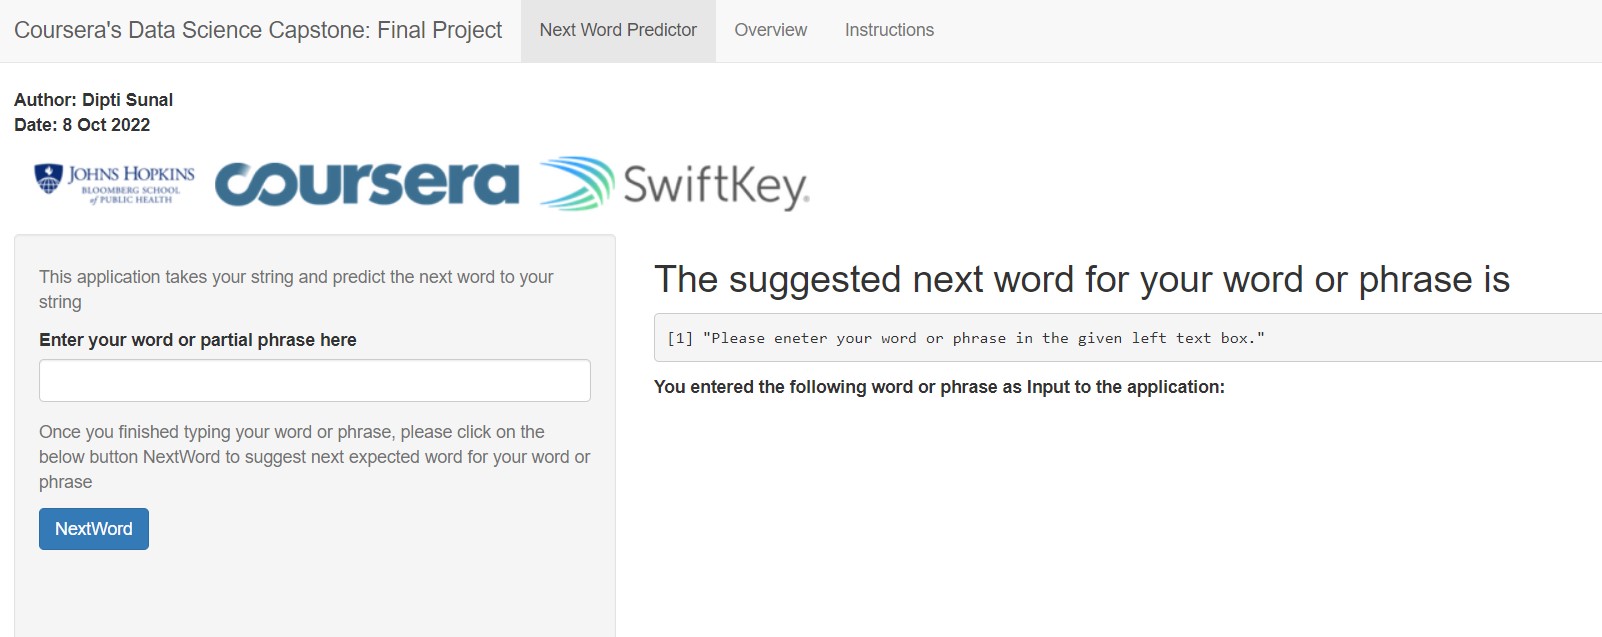 Coursera's Data Science Capstone: Final Project
Next Word Predictor
Overview
Instructions
Author: Dipti Sunal
Date: 8 Oct 2022
JOHNS HOPKINS
BLOOMBERG SCHOOL
of PUBLIC HEALTH
coursera
SwiftKey.
This application takes your string and predict the next word to your
string
Enter your word or partial phrase here
Once you finished typing your word or phrase, please click on the
below button NextWord to suggest next expected word for your word or
phrase
NextWord
The suggested next word for your word or phrase is
[1] "Please eneter your word or phrase in the given left text box."
You entered the following word or phrase as Input to the application: